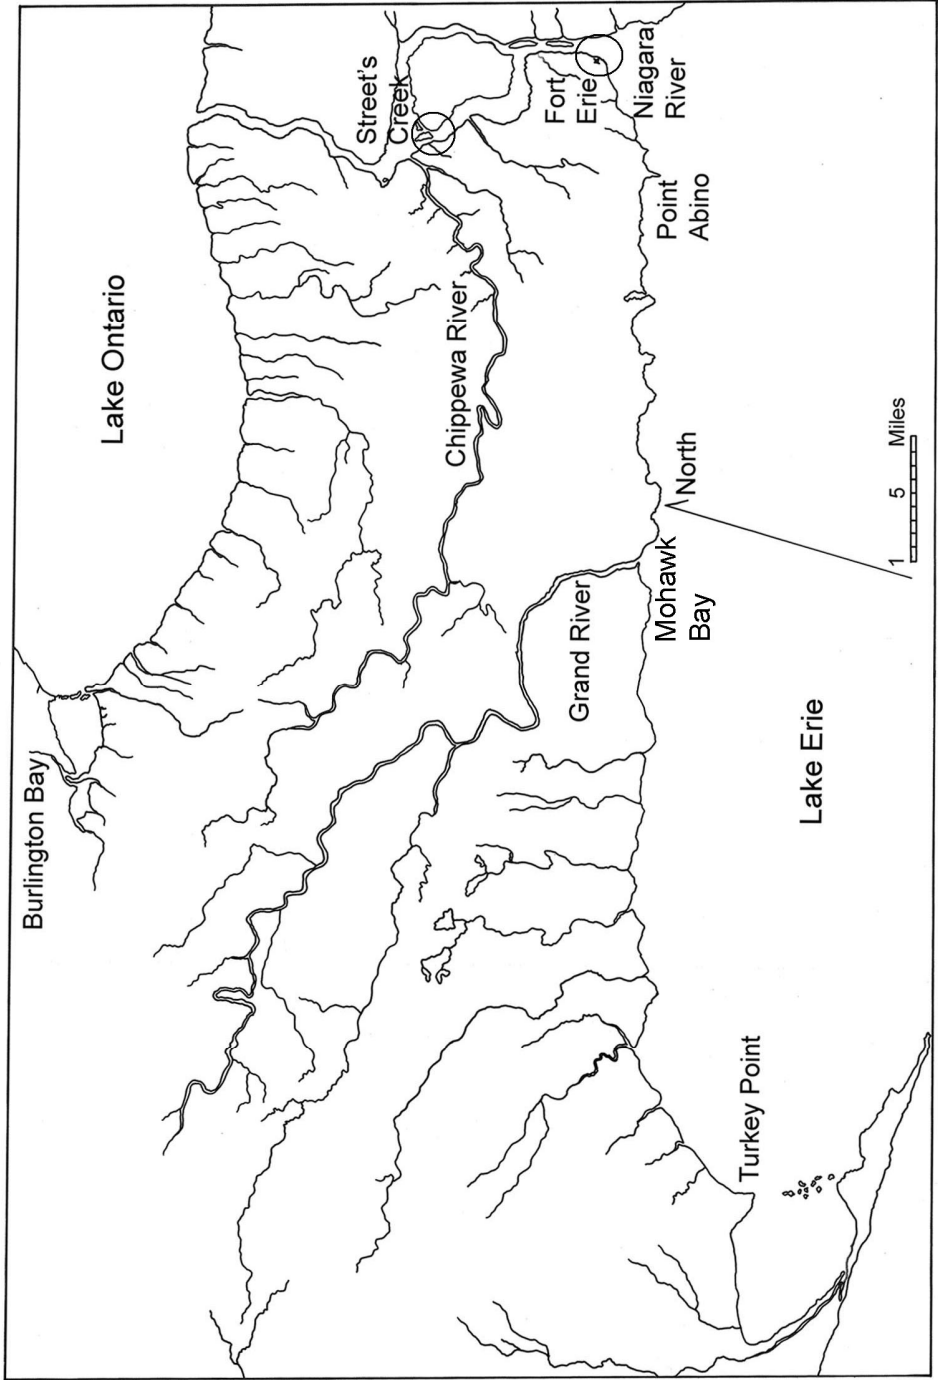 Street's
Creek
Fort
Erie
Niagara
River
Point
Abino
Lake Ontario
Chippewa River
North
Miles
5
1
Mohawk
Bay
Grand River
Burlington Bay
Lake Erie
Turkey Point